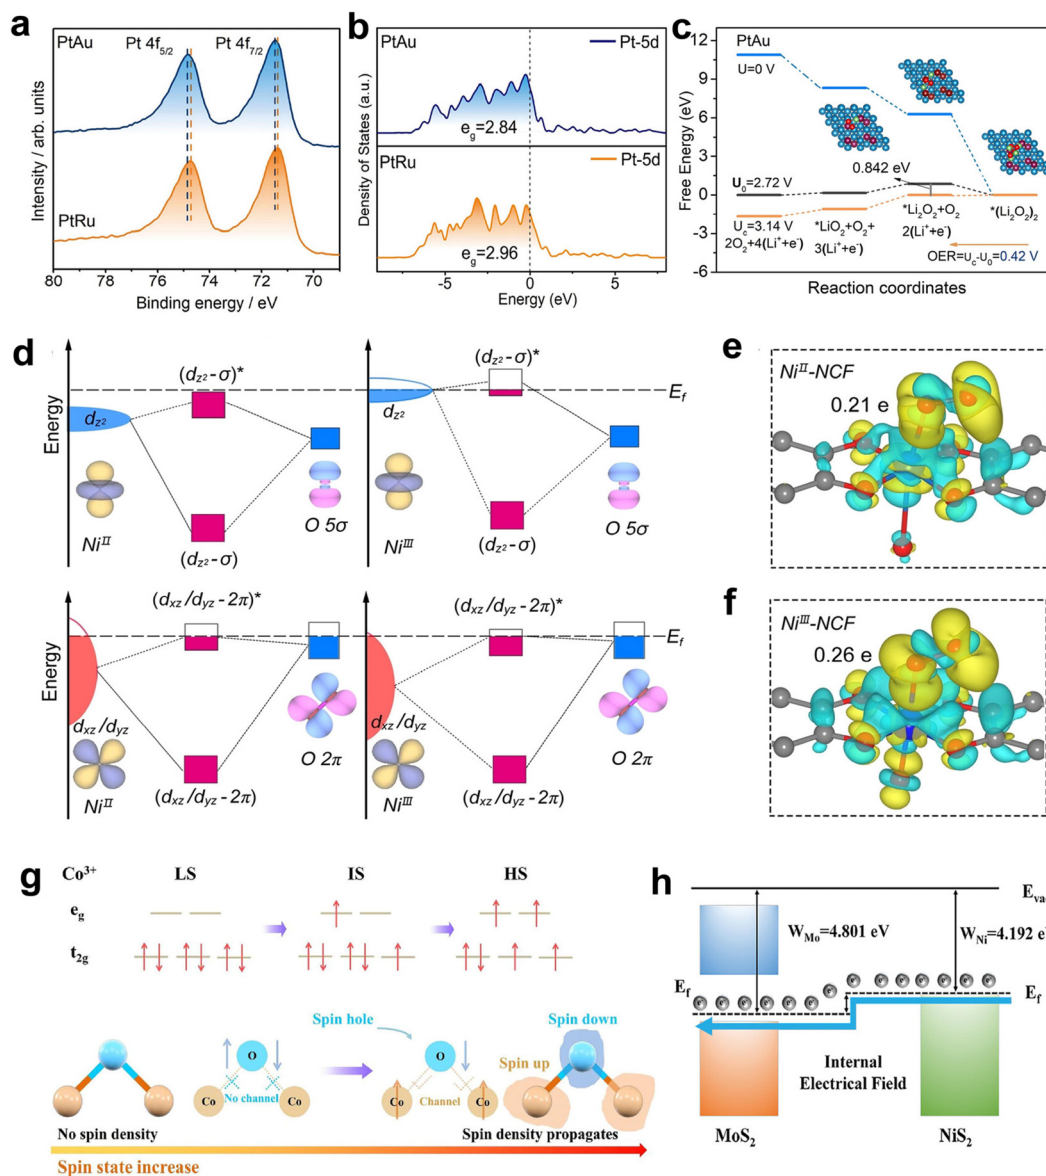 a
PtAu
Pt 4f5/2
Pt 4f7/2
PtRu
Intensity / arb. units
80 78 76 74 72 70
Binding energy / eV
b
PtAu
Pt-5d
eg=2.84
PtRu
Pt-5d
eg=2.96
Density of States (a.u.)
-5 0 5
Energy (eV)
c
PtAu
U=0 V
12
9
6
3
0
-3
-6
Free Energy (eV)
0.842 eV
U0=2.72 V
Uc=3.14 V
2O2+4(Li++e-)
*LiO2+O2+
3(Li++e-)
*Li2O2+O2
2(Li++e-)
*(Li2O2)2
OER=Uc-U0=0.42 V
Reaction coordinates
d
Energy
(dz2-σ)*
dz2
NiII
(dz2-σ)
O 5σ
(dz2-σ)*
Ef
dz2
NiIII
(dz2-σ)
O 5σ
Energy
(dxz/dyz-2π)*
dxz/dyz
NiII
(dxz/dyz-2π)
O 2π
(dxz/dyz-2π)*
Ef
dxz/dyz
NiIII
(dxz/dyz-2π)
O 2π
e
NiII-NCF
0.21 e
f
NiIII-NCF
0.26 e
g
Co3+ LS IS HS
eg
t2g
Spin hole
Spin down
Spin up
O
Co
No channel
Co
O
Co
Channel
Co
No spin density
Spin density propagates
Spin state increase
h
Eva
WMo=4.801 eV
WNi=4.192 e
Ef
Ef
e- e- e- e- e- e- e- e- e- e- e- e- e-
Internal
Electrical Field
MoS2
NiS2